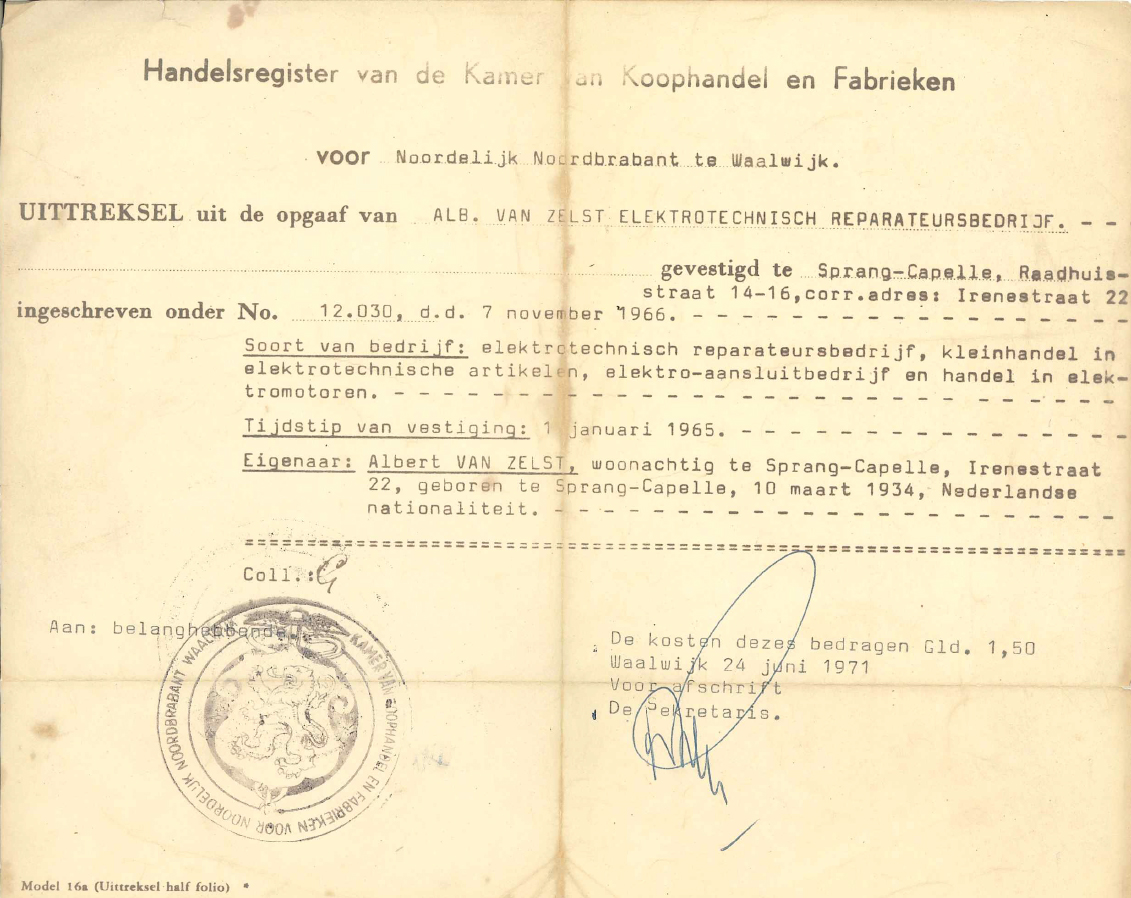 Handelsregister van de Kamer van Koophandel en Fabrieken
voor Noordelijk Noordbrabant te Waalwijk.
UITTREKSEL uit de opgaaf van ALB. VAN ZELST ELEKTROTECHNISCH REPARATEURSBEDRIJF. - -
gevestigd te Sprang-Capelle, Raadhuis-
straat 14-16,corr.adres: Irenestraat 22
ingeschreven onder No. 12.030, d.d. 7 november 1966. - - - - - - - - - - - - - - - - -
Soort van bedrijf: elektrotechnisch reparateursbedrijf, kleinhandel in
elektrotechnische artikelen, elektro-aansluitbedrijf en handel in elek-
tromotoren. - - - - - - - - - - - - - - - - - - - - - - - - - - - -
Tijdstip van vestiging: 1 januari 1965. - - - - - - - - - - - - - - -
Eigenaar: Albert VAN ZELST, woonachtig te Sprang-Capelle, Irenestraat
22, geboren te Sprang-Capelle, 10 maart 1934, Nederlandse
nationaliteit. - - - - - - - - - - - - - - - - - - - - - -
================================================================
Coll.:
Aan: belanghebbende
KAMER VAN KOOPHANDEL EN FABRIEKEN VOOR NOORDELIJK NOORDBRABANT WAALWIJK
De kosten dezes bedragen Gld. 1,50
Waalwijk 24 juni 1971
Voor afschrift
De Sekretaris.
Model 16a (Uittreksel half folio) *